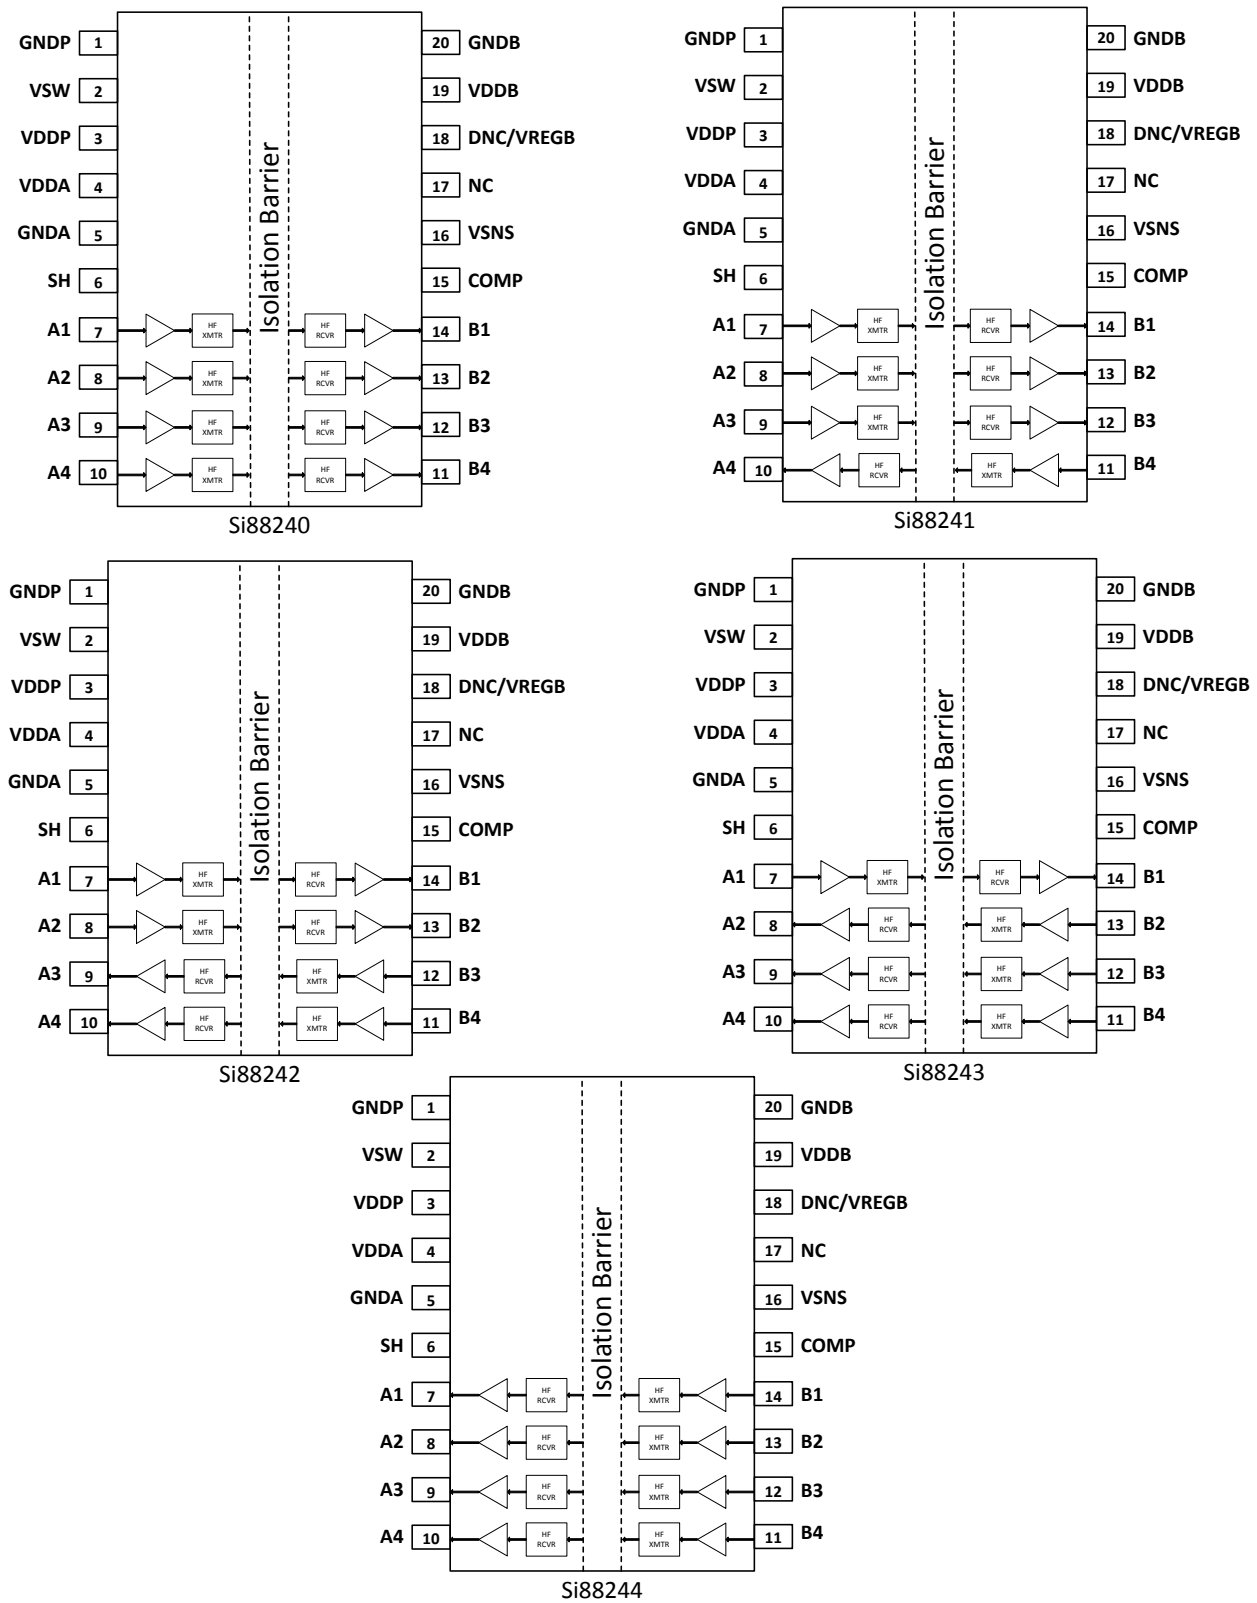 GNDP 1 20 GNDB
VSW 2 19 VDDB
VDDP 3 18 DNC/VREGB
VDDA 4 17 NC
GNDA 5 16 VSNS
SH 6 15 COMP
Isolation Barrier
A1 7 HF XMTR HF RCVR 14 B1
A2 8 HF XMTR HF RCVR 13 B2
A3 9 HF XMTR HF RCVR 12 B3
A4 10 HF XMTR HF RCVR 11 B4
Si88240
GNDP 1 20 GNDB
VSW 2 19 VDDB
VDDP 3 18 DNC/VREGB
VDDA 4 17 NC
GNDA 5 16 VSNS
SH 6 15 COMP
Isolation Barrier
A1 7 HF XMTR HF RCVR 14 B1
A2 8 HF XMTR HF RCVR 13 B2
A3 9 HF XMTR HF RCVR 12 B3
A4 10 HF RCVR HF XMTR 11 B4
Si88241
GNDP 1 20 GNDB
VSW 2 19 VDDB
VDDP 3 18 DNC/VREGB
VDDA 4 17 NC
GNDA 5 16 VSNS
SH 6 15 COMP
Isolation Barrier
A1 7 HF XMTR HF RCVR 14 B1
A2 8 HF XMTR HF RCVR 13 B2
A3 9 HF RCVR HF XMTR 12 B3
A4 10 HF RCVR HF XMTR 11 B4
Si88242
GNDP 1 20 GNDB
VSW 2 19 VDDB
VDDP 3 18 DNC/VREGB
VDDA 4 17 NC
GNDA 5 16 VSNS
SH 6 15 COMP
Isolation Barrier
A1 7 HF XMTR HF RCVR 14 B1
A2 8 HF RCVR HF XMTR 13 B2
A3 9 HF RCVR HF XMTR 12 B3
A4 10 HF RCVR HF XMTR 11 B4
Si88243
GNDP 1 20 GNDB
VSW 2 19 VDDB
VDDP 3 18 DNC/VREGB
VDDA 4 17 NC
GNDA 5 16 VSNS
SH 6 15 COMP
Isolation Barrier
A1 7 HF RCVR HF XMTR 14 B1
A2 8 HF RCVR HF XMTR 13 B2
A3 9 HF RCVR HF XMTR 12 B3
A4 10 HF RCVR HF XMTR 11 B4
Si88244